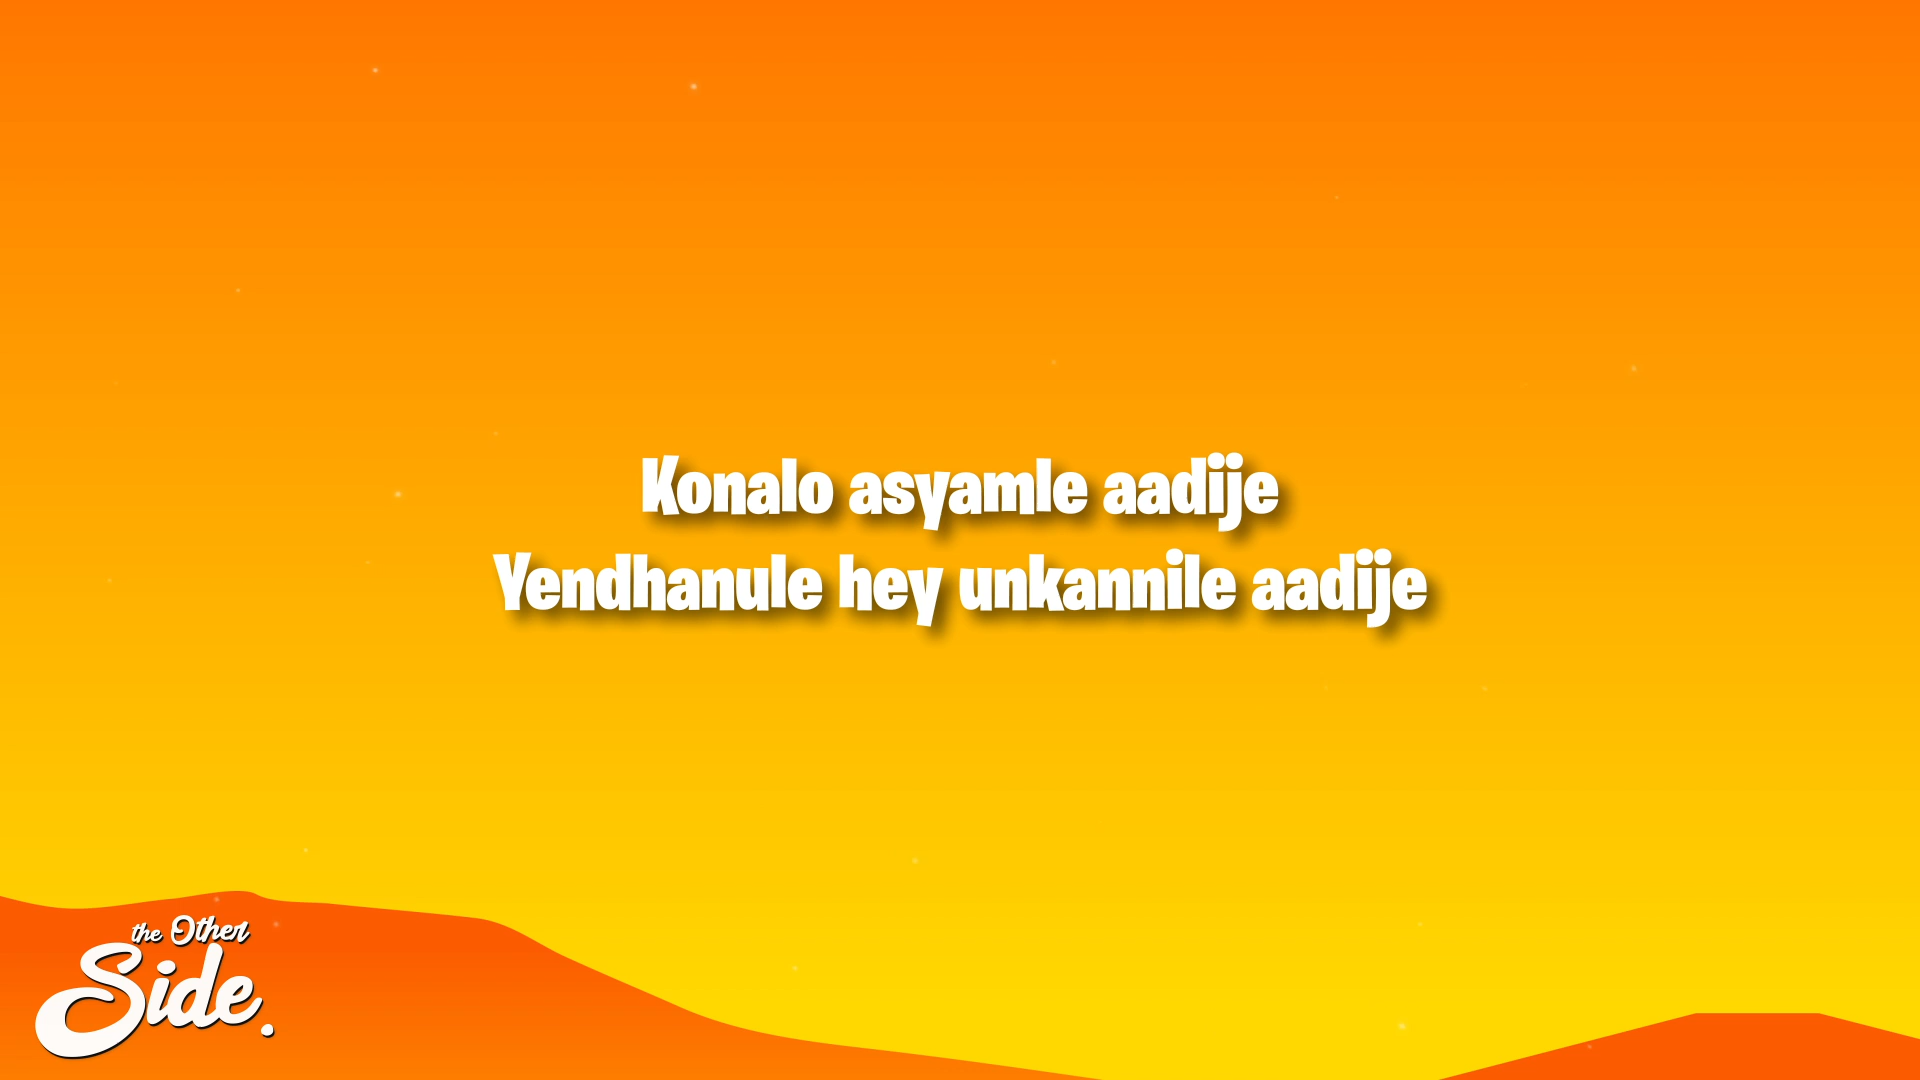 Konalo asyamle aadije
Yendhanule hey unkannile aadije
the Other
Side.